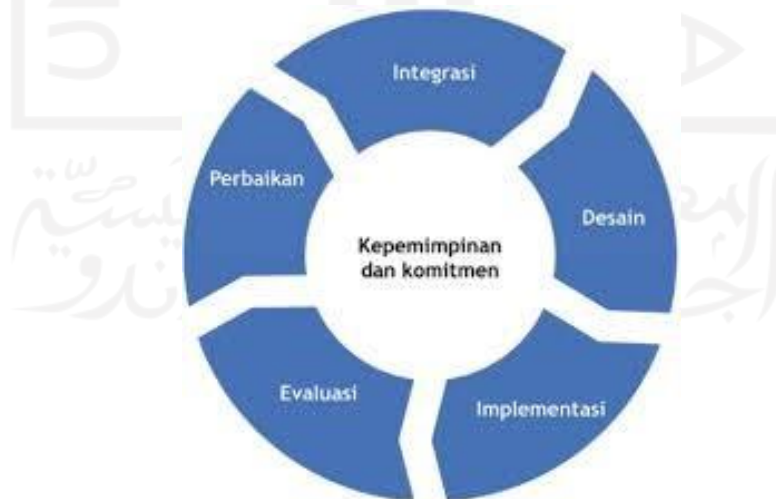 Integrasi
Desain
Implementasi
Evaluasi
Perbaikan
Kepemimpinan
dan komitmen